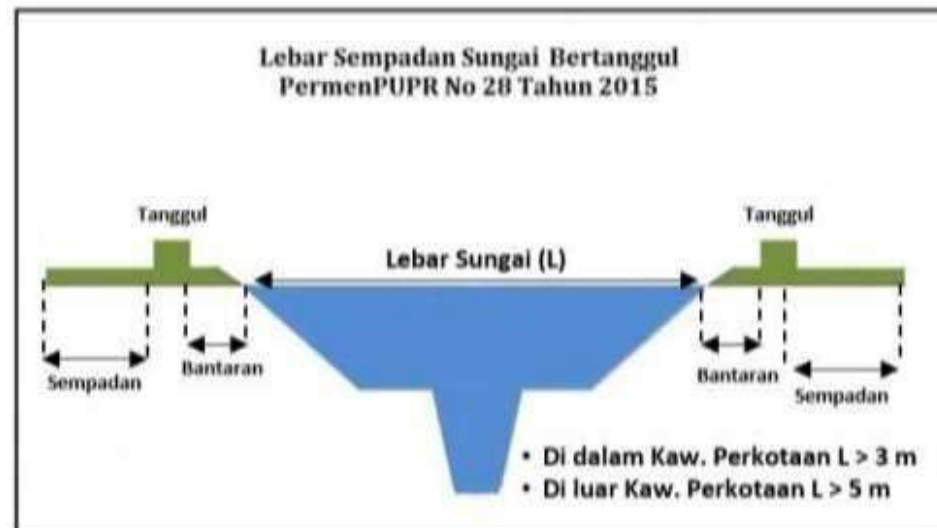 Lebar Sempadan Sungai Bertanggul
PermenPUPR No 28 Tahun 2015
Tanggul
Tanggul
Lebar Sungai (L)
Sempadan
Bantaran
Bantaran
Sempadan
• Di dalam Kaw. Perkotaan L > 3 m
• Di luar Kaw. Perkotaan L > 5 m